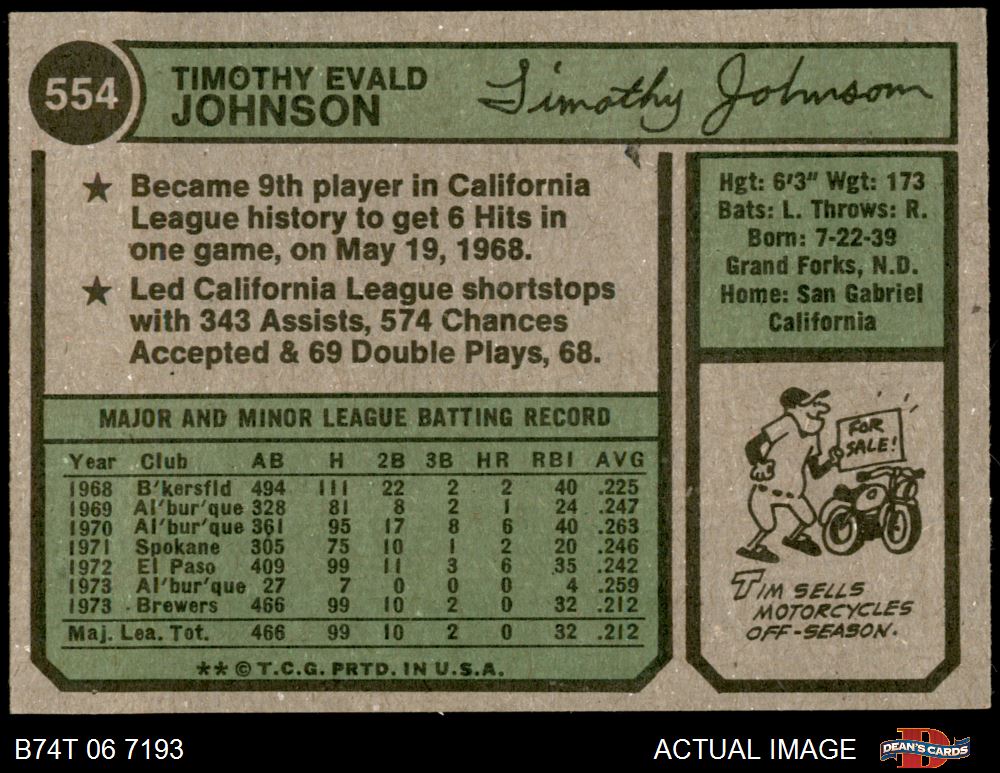 554
TIMOTHY EVALD
JOHNSON
Timothy Johnson
★ Became 9th player in California
League history to get 6 Hits in
one game, on May 19, 1968.
★ Led California League shortstops
with 343 Assists, 574 Chances
Accepted & 69 Double Plays, 68.
Hgt: 6'3" Wgt: 173
Bats: L. Throws: R.
Born: 7-22-39
Grand Forks, N.D.
Home: San Gabriel
California
MAJOR AND MINOR LEAGUE BATTING RECORD
Year Club AB H 2B 3B HR RBI AVG
1968 B'kersfld 494 111 22 2 2 40 .225
1969 Al'bur'que 328 81 8 2 1 24 .247
1970 Al'bur'que 361 95 17 8 6 40 .263
1971 Spokane 305 75 10 1 2 20 .246
1972 El Paso 409 99 11 3 6 35 .242
1973 Al'bur'que 27 7 0 0 0 4 .259
1973 Brewers 466 99 10 2 0 32 .212
Maj. Lea. Tot. 466 99 10 2 0 32 .212
** © T.C.G. PRTD. IN U.S.A.
FOR
SALE!
TIM SELLS
MOTORCYCLES
OFF-SEASON.
B74T 06 7193
ACTUAL IMAGE
DEAN'S CARDS